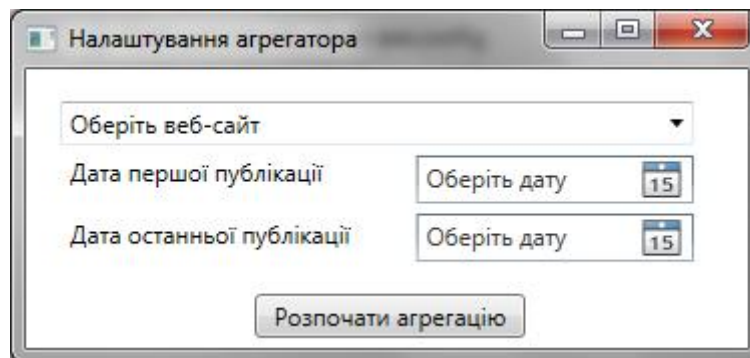 Налаштування агрегатора
Оберіть веб-сайт
Дата першої публікації
Оберіть дату
15
Дата останньої публікації
Оберіть дату
15
Розпочати агрегацію